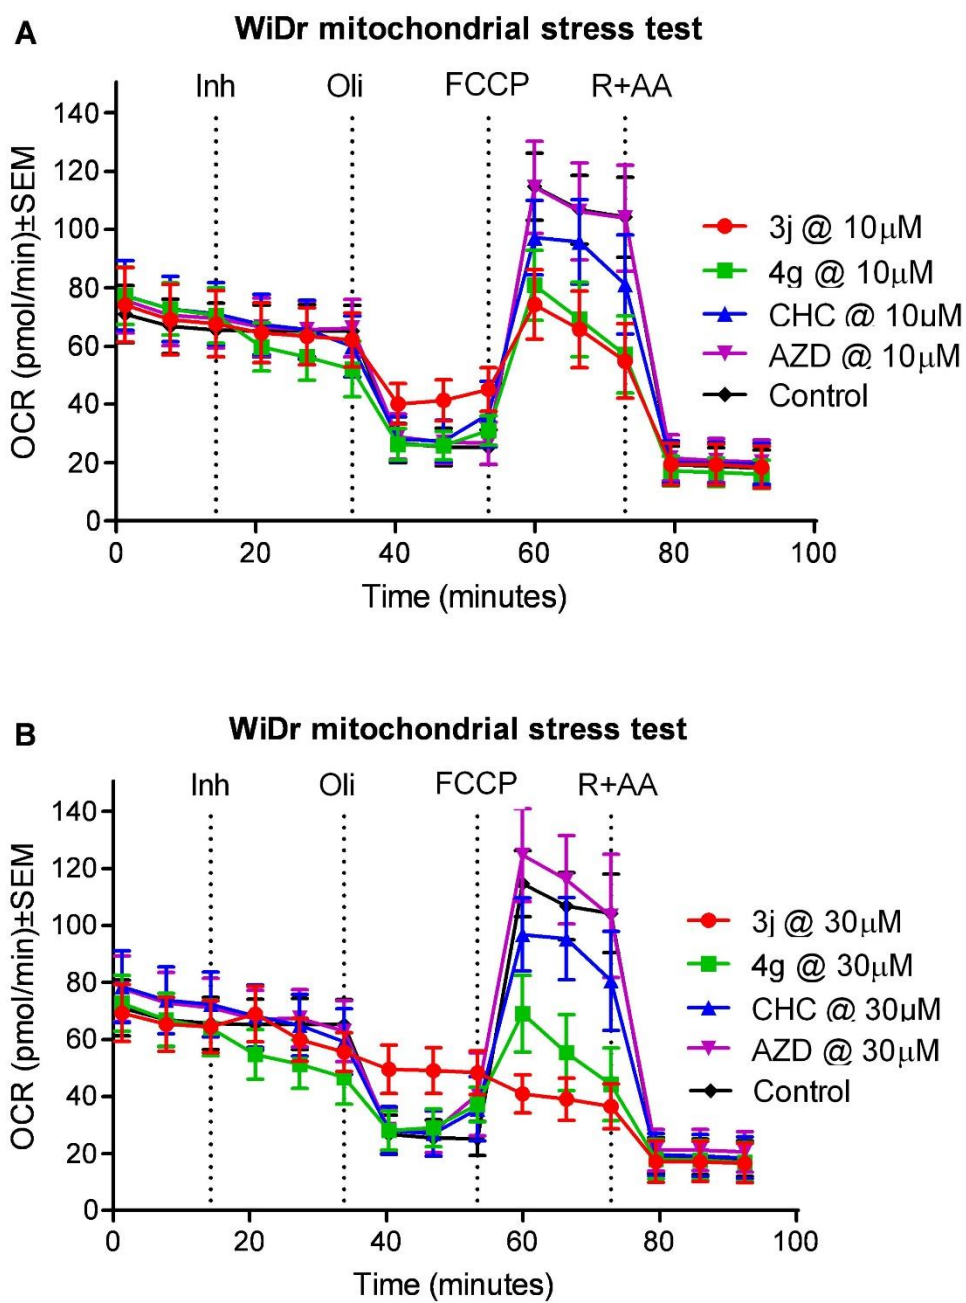 A
WiDr mitochondrial stress test
Inh Oli FCCP R+AA
OCR (pmol/min)±SEM
140
120
100
80
60
40
20
0
0 20 40 60 80 100
Time (minutes)
3j @ 10µM
4g @ 10µM
CHC @ 10µM
AZD @ 10µM
Control
B
WiDr mitochondrial stress test
Inh Oli FCCP R+AA
OCR (pmol/min)±SEM
140
120
100
80
60
40
20
0
0 20 40 60 80 100
Time (minutes)
3j @ 30µM
4g @ 30µM
CHC @ 30µM
AZD @ 30µM
Control